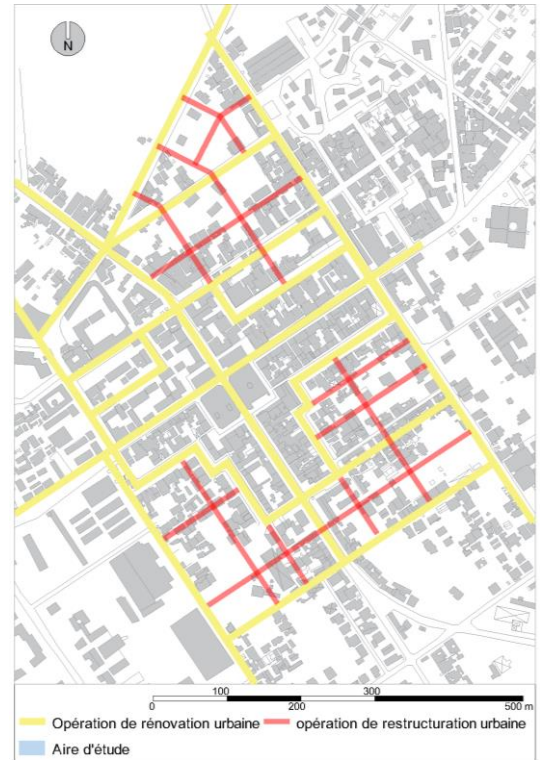 N
100 300
0 200 500 m
Opération de rénovation urbaine opération de restructuration urbaine
Aire d'étude